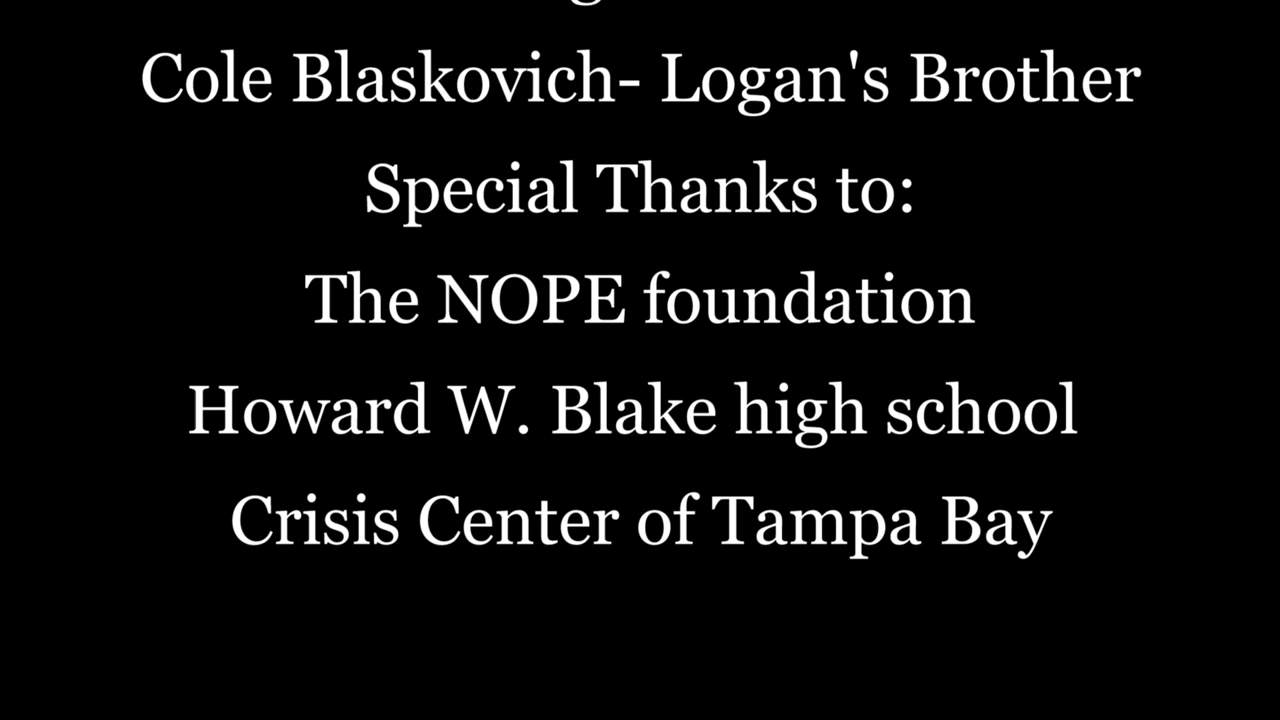 Cole Blaskovich- Logan's Brother
Special Thanks to:
The NOPE foundation
Howard W. Blake high school
Crisis Center of Tampa Bay